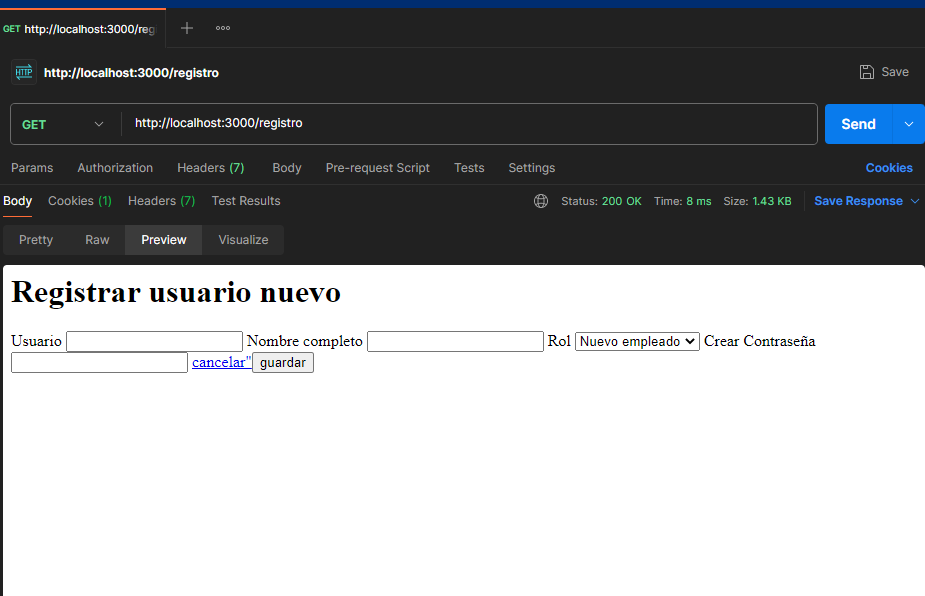 GET http://localhost:3000/reg
HTTP http://localhost:3000/registro Save
GET http://localhost:3000/registro Send
Params Authorization Headers (7) Body Pre-request Script Tests Settings Cookies
Body Cookies (1) Headers (7) Test Results Status: 200 OK Time: 8 ms Size: 1.43 KB Save Response
Pretty Raw Preview Visualize
Registrar usuario nuevo
Usuario Nombre completo Rol Nuevo empleado Crear Contraseña
cancelar" guardar